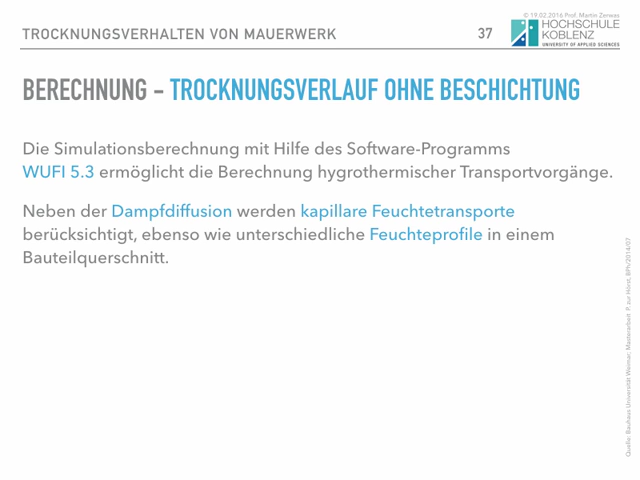 © 19.02.2016 Prof. Martin Zerwas
TROCKNUNGSVERHALTEN VON MAUERWERK
37
HOCHSCHULE
KOBLENZ
UNIVERSITY OF APPLIED SCIENCES
BERECHNUNG – TROCKNUNGSVERLAUF OHNE BESCHICHTUNG
Die Simulationsberechnung mit Hilfe des Software-Programms
WUFI 5.3 ermöglicht die Berechnung hygrothermischer Transportvorgänge.
Neben der Dampfdiffusion werden kapillare Feuchtetransporte
berücksichtigt, ebenso wie unterschiedliche Feuchteprofile in einem
Bauteilquerschnitt.
Quelle: Bauhaus Universität Weimar, Masterarbeit P. zur Horst, BPh/2014/07